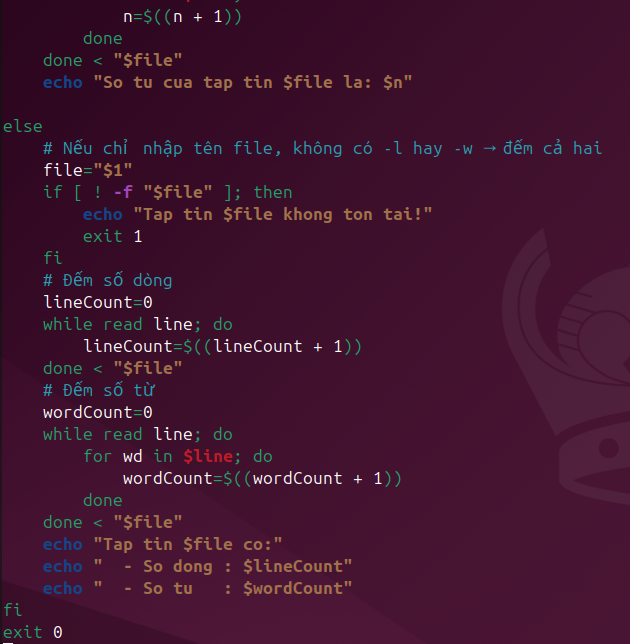 n=$((n + 1))
        done
    done < "$file"
    echo "So tu cua tap tin $file la: $n"

else
    # Nếu chỉ nhập tên file, không có -l hay -w → đếm cả hai
    file="$1"
    if [ ! -f "$file" ]; then
        echo "Tap tin $file khong ton tai!"
        exit 1
    fi
    # Đếm số dòng
    lineCount=0
    while read line; do
        lineCount=$((lineCount + 1))
    done < "$file"
    # Đếm số từ
    wordCount=0
    while read line; do
        for wd in $line; do
            wordCount=$((wordCount + 1))
        done
    done < "$file"
    echo "Tap tin $file co:"
    echo "  - So dong : $lineCount"
    echo "  - So tu   : $wordCount"
fi
exit 0